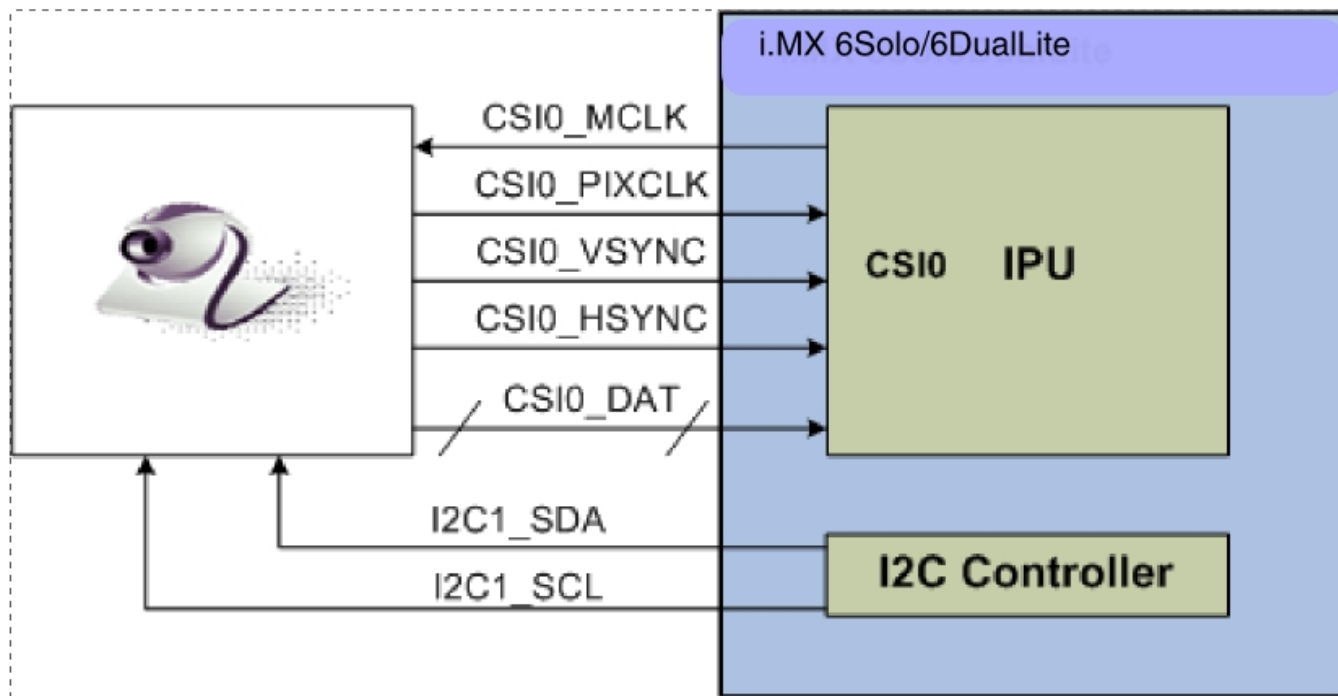 i.MX 6Solo/6DualLite
CSI0_MCLK
CSI0_PIXCLK
CSI0_VSYNC
CSI0 IPU
CSI0_HSYNC
CSI0_DAT
I2C1_SDA
I2C Controller
I2C1_SCL